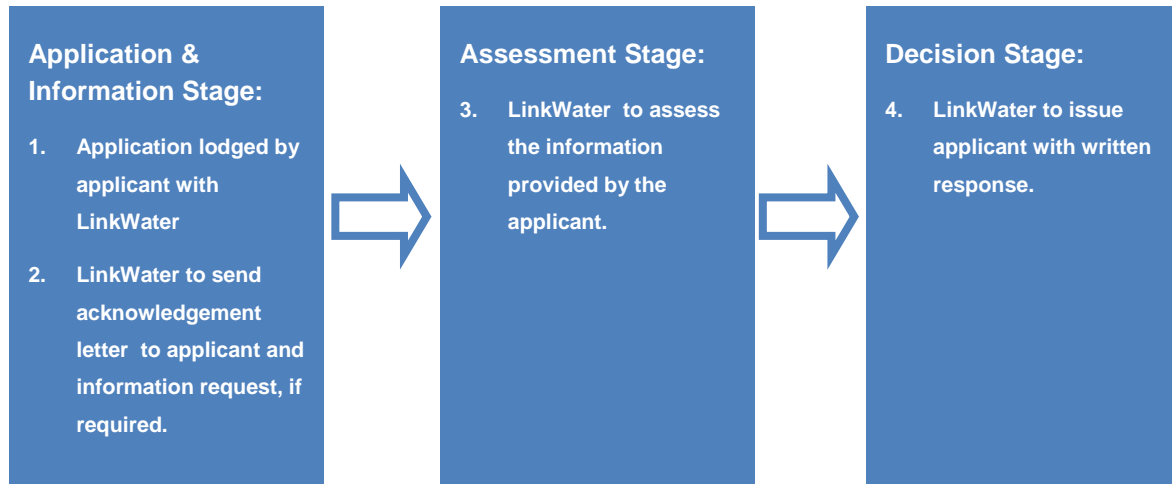 Application &
Information Stage:
1. Application lodged by
applicant with
LinkWater
2. LinkWater to send
acknowledgement
letter to applicant and
information request, if
required.
Assessment Stage:
3. LinkWater to assess
the information
provided by the
applicant.
Decision Stage:
4. LinkWater to issue
applicant with written
response.